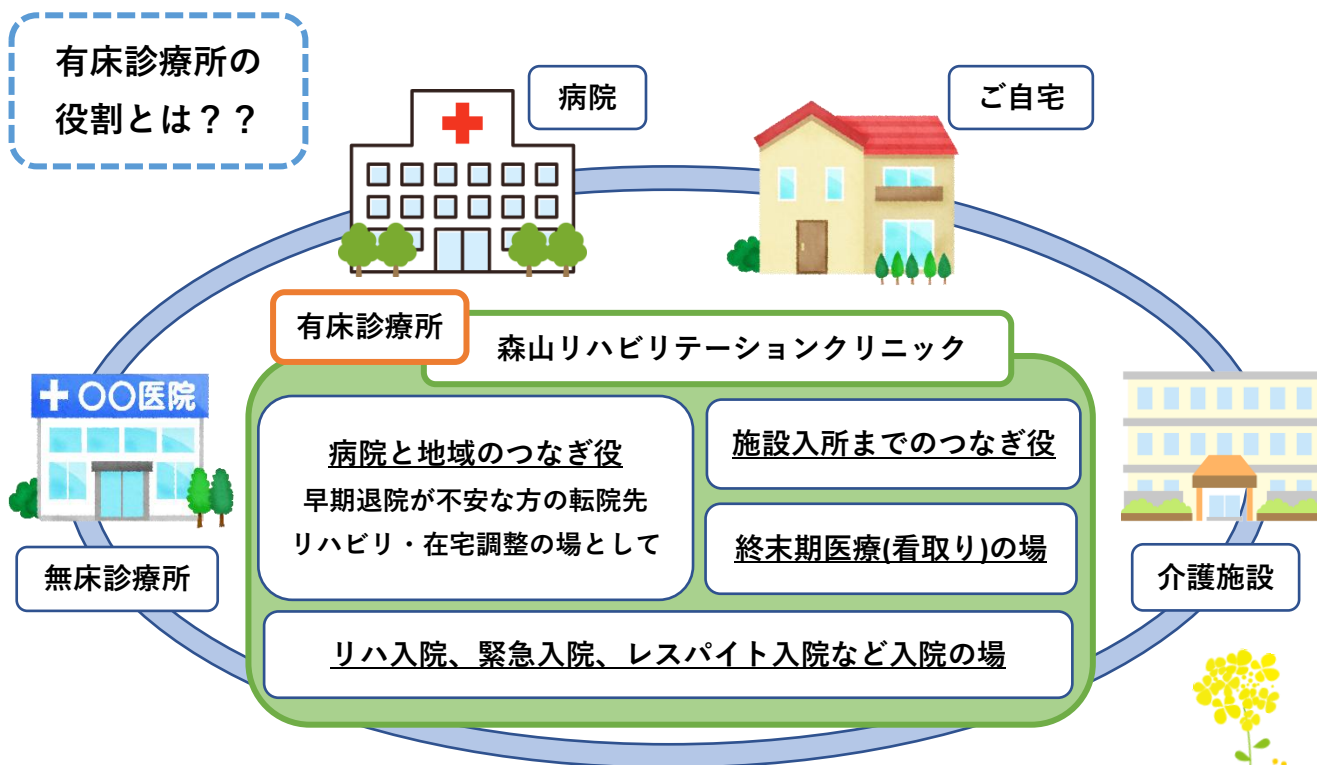 有床診療所の
役割とは？？
病院
ご自宅
有床診療所
森山リハビリテーションクリニック
〇〇医院
無床診療所
病院と地域のつなぎ役
早期退院が不安な方の転院先
リハビリ・在宅調整の場として
施設入所までのつなぎ役
終末期医療(看取り)の場
介護施設
リハ入院、緊急入院、レスパイト入院など入院の場